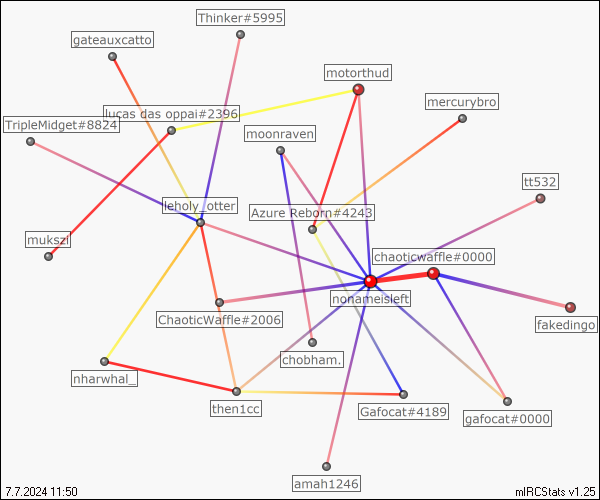 Thinker#5995
gateauxcatto
motorthud
mercurybro
lucas das oppai#2396
TripleMidget#8824
moonraven
tt532
leholy_otter
Azure Reborn#4243
mukszi
chaoticwaffle#0000
nonameisleft
ChaoticWaffle#2006
fakedingo
chobham.
nharwhal_
then1cc
Gafocat#4189
gafocat#0000
amah1246
7.7.2024 11:50
mIRCStats v1.25